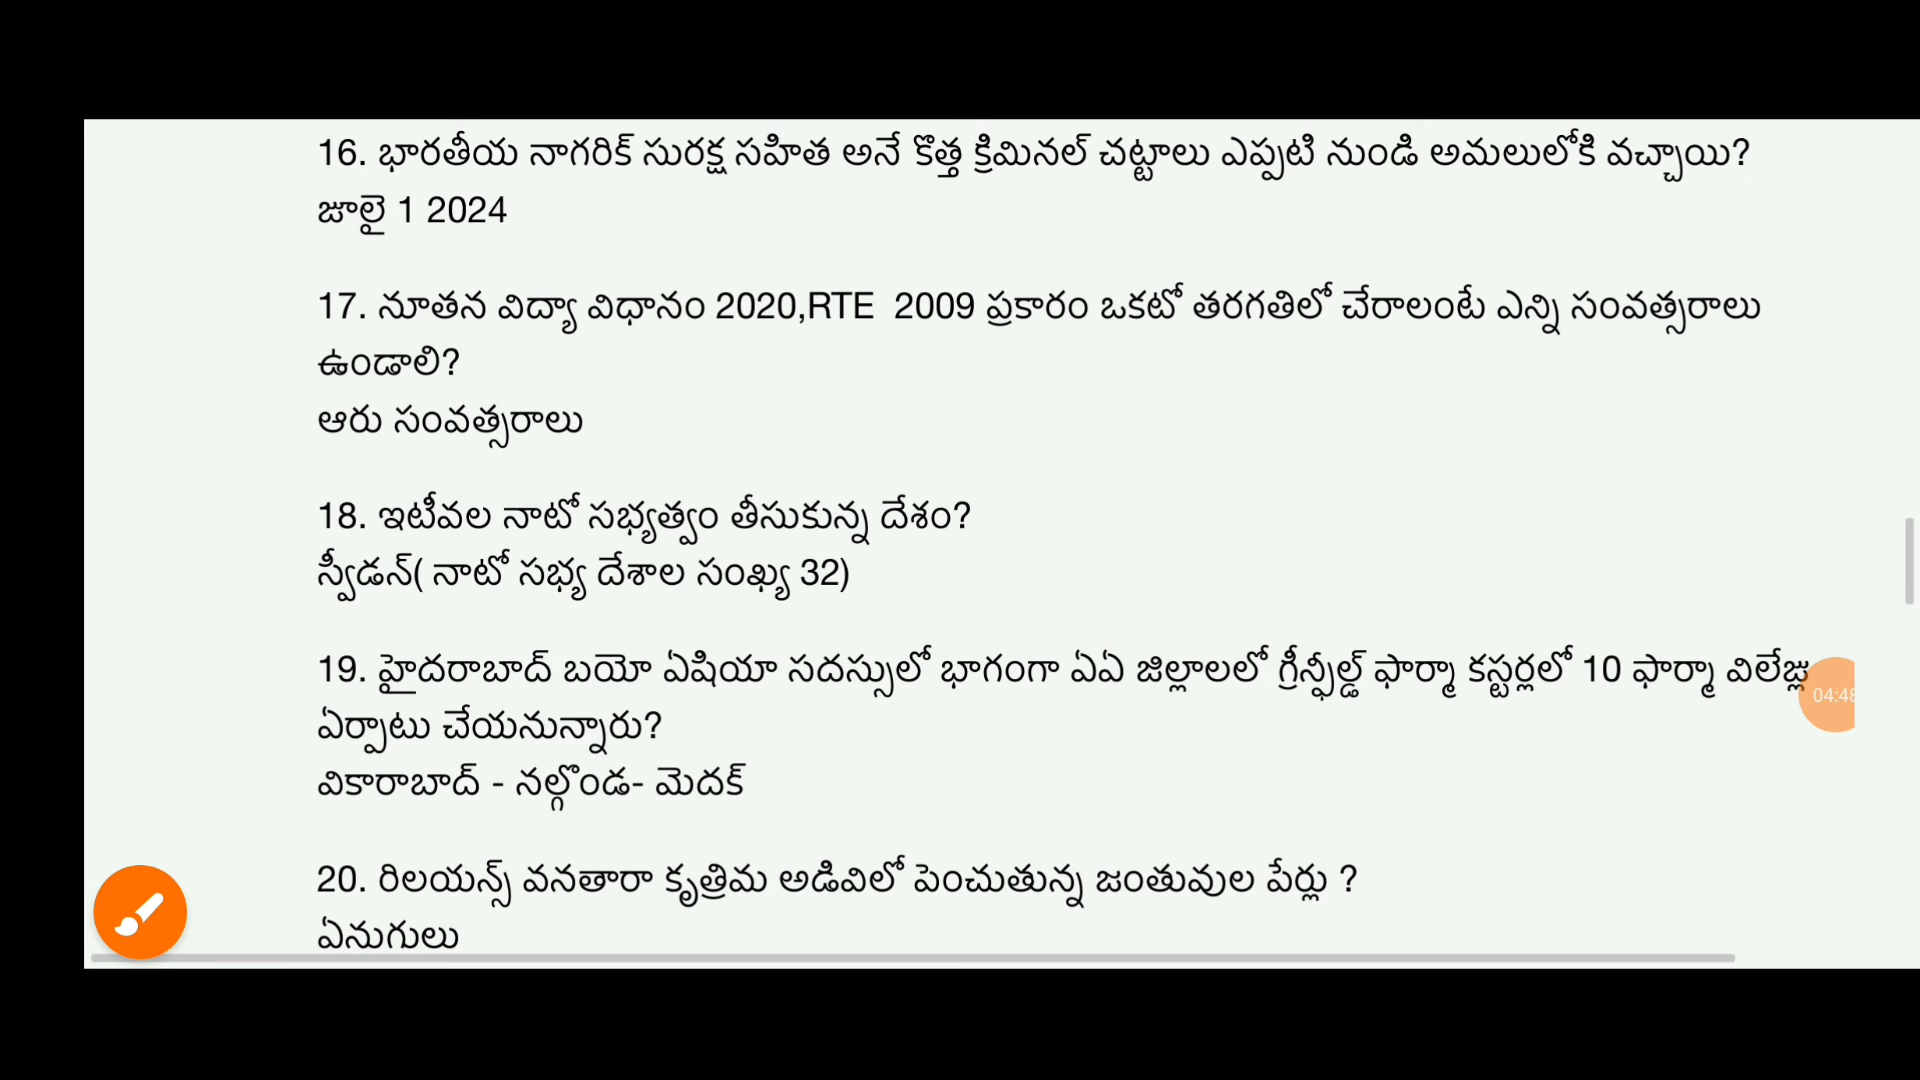 16. భారతీయ నాగరిక్ సురక్ష సహిత అనే కొత్త క్రిమినల్ చట్టాలు ఎప్పటి నుండి అమలులోకి వచ్చాయి?
జూలై 1 2024
17. నూతన విద్యా విధానం 2020,RTE  2009 ప్రకారం ఒకటో తరగతిలో చేరాలంటే ఎన్ని సంవత్సరాలు
ఉండాలి?
ఆరు సంవత్సరాలు
18. ఇటీవల నాటో సభ్యత్వం తీసుకున్న దేశం?
స్వీడన్( నాటో సభ్య దేశాల సంఖ్య 32)
19. హైదరాబాద్ బయో ఏషియా సదస్సులో భాగంగా ఏఏ జిల్లాలలో గ్రీన్ఫీల్డ్ ఫార్మా కస్టర్లలో 10 ఫార్మా విలేజ్ల
04:48
ఏర్పాటు చేయనున్నారు?
వికారాబాద్ - నల్గొండ- మెదక్
20. రిలయన్స్ వనతారా కృత్రిమ అడివిలో పెంచుతున్న జంతువుల పేర్లు ?
ఏనుగులు